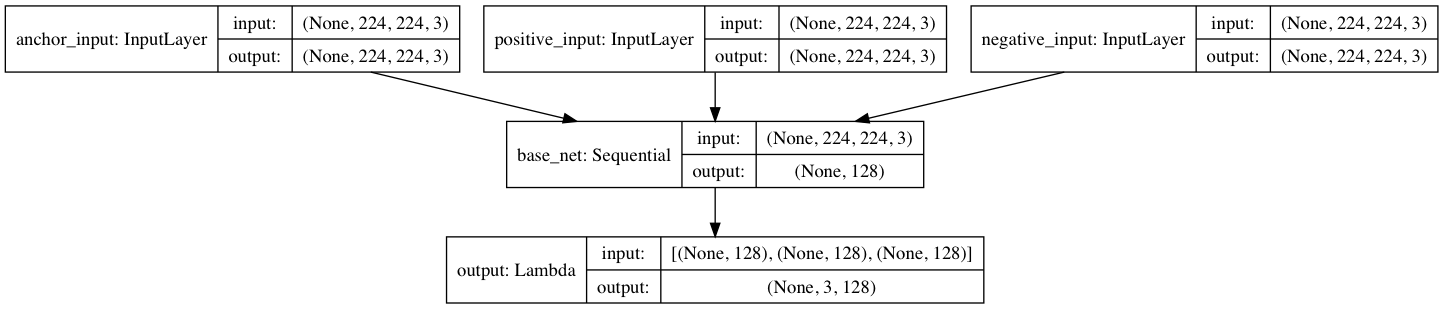 anchor_input: InputLayer
input: (None, 224, 224, 3)
output: (None, 224, 224, 3)
positive_input: InputLayer
input: (None, 224, 224, 3)
output: (None, 224, 224, 3)
negative_input: InputLayer
input: (None, 224, 224, 3)
output: (None, 224, 224, 3)
base_net: Sequential
input: (None, 224, 224, 3)
output: (None, 128)
output: Lambda
input: [(None, 128), (None, 128), (None, 128)]
output: (None, 3, 128)